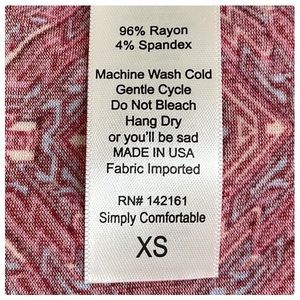 96% Rayon
4% Spandex
Machine Wash Cold
Gentle Cycle
Do Not Bleach
Hang Dry
or you'll be sad
MADE IN USA
Fabric Imported
RN# 142161
Simply Comfortable
XS